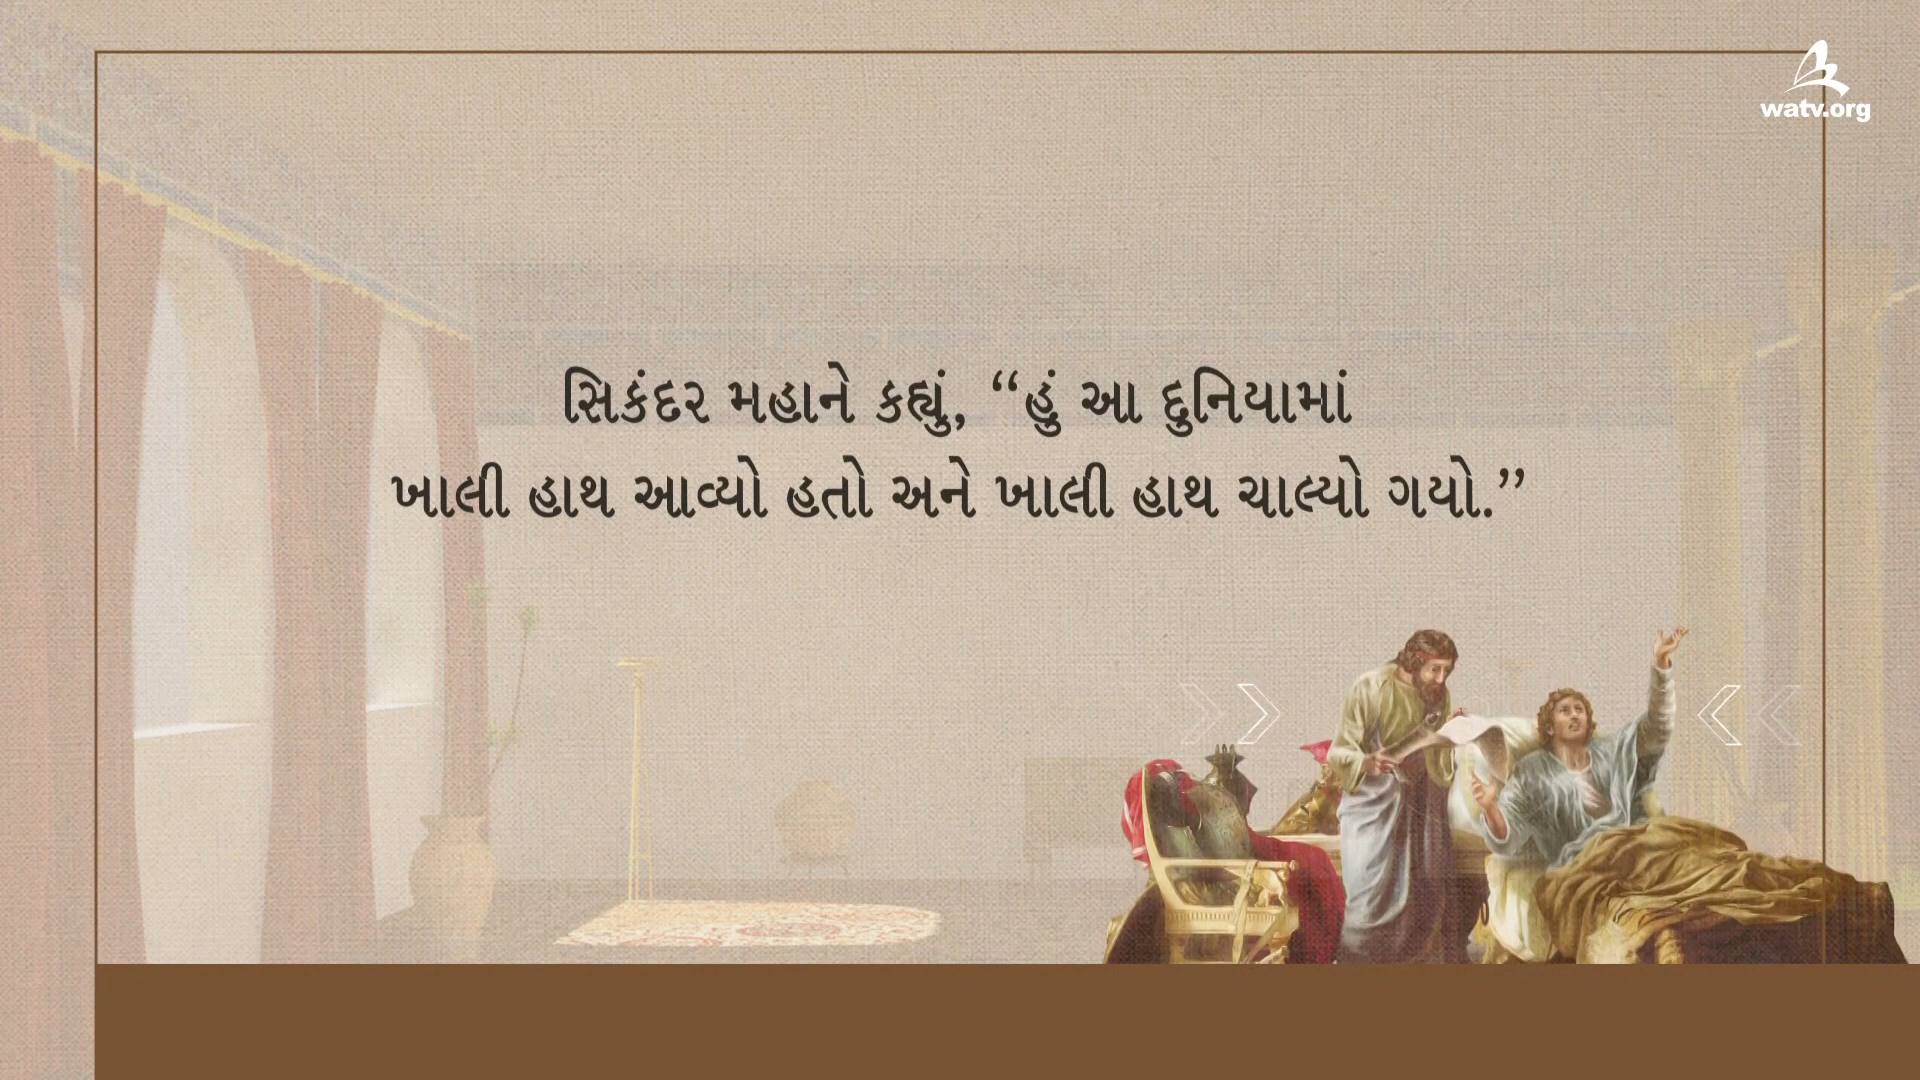 watv.org
સિકંદર મહાને કહ્યું, “હું આ દુનિયામાં
ખાલી હાથ આવ્યો હતો અને ખાલી હાથ ચાલ્યો ગયો.”